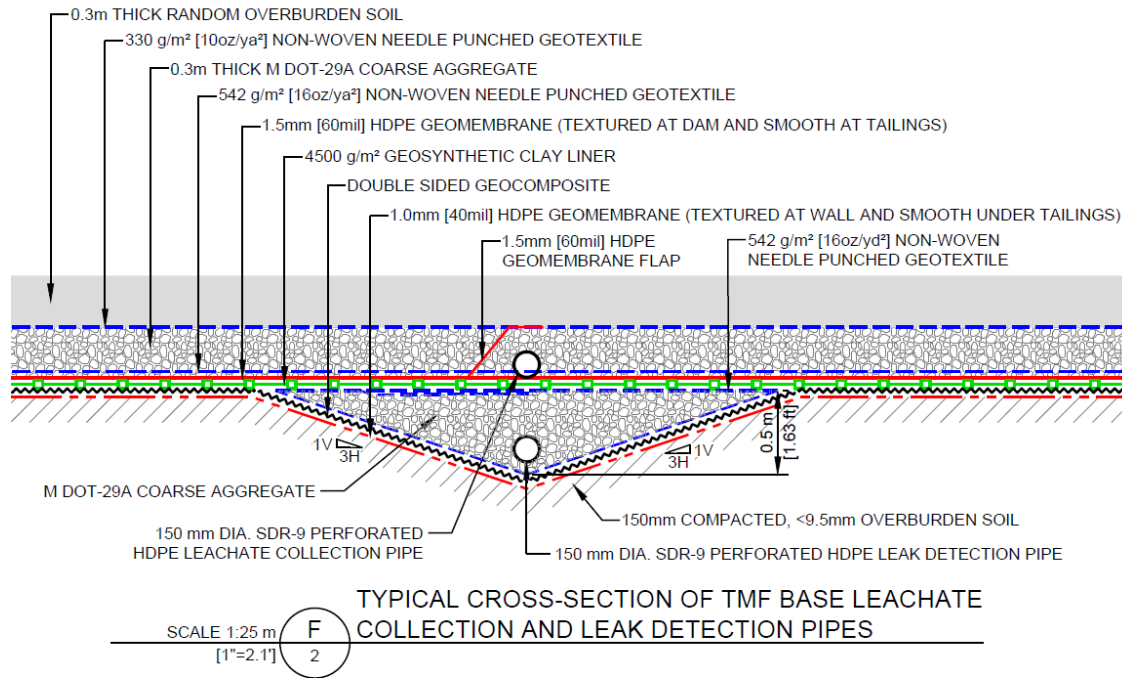 0.3m THICK RANDOM OVERBURDEN SOIL
330 g/m² [10oz/ya²] NON-WOVEN NEEDLE PUNCHED GEOTEXTILE
0.3m THICK M DOT-29A COARSE AGGREGATE
542 g/m² [16oz/ya²] NON-WOVEN NEEDLE PUNCHED GEOTEXTILE
1.5mm [60mil] HDPE GEOMEMBRANE (TEXTURED AT DAM AND SMOOTH AT TAILINGS)
4500 g/m² GEOSYNTHETIC CLAY LINER
DOUBLE SIDED GEOCOMPOSITE
1.0mm [40mil] HDPE GEOMEMBRANE (TEXTURED AT WALL AND SMOOTH UNDER TAILINGS)
1.5mm [60mil] HDPE
GEOMEMBRANE FLAP
542 g/m² [16oz/yd²] NON-WOVEN
NEEDLE PUNCHED GEOTEXTILE
1V
3H
1V
3H
0.5 m
[1.63 ft]
M DOT-29A COARSE AGGREGATE
150mm COMPACTED, <9.5mm OVERBURDEN SOIL
150 mm DIA. SDR-9 PERFORATED
HDPE LEACHATE COLLECTION PIPE
150 mm DIA. SDR-9 PERFORATED HDPE LEAK DETECTION PIPE
TYPICAL CROSS-SECTION OF TMF BASE LEACHATE
COLLECTION AND LEAK DETECTION PIPES
SCALE 1:25 m
[1"=2.1']
F
2